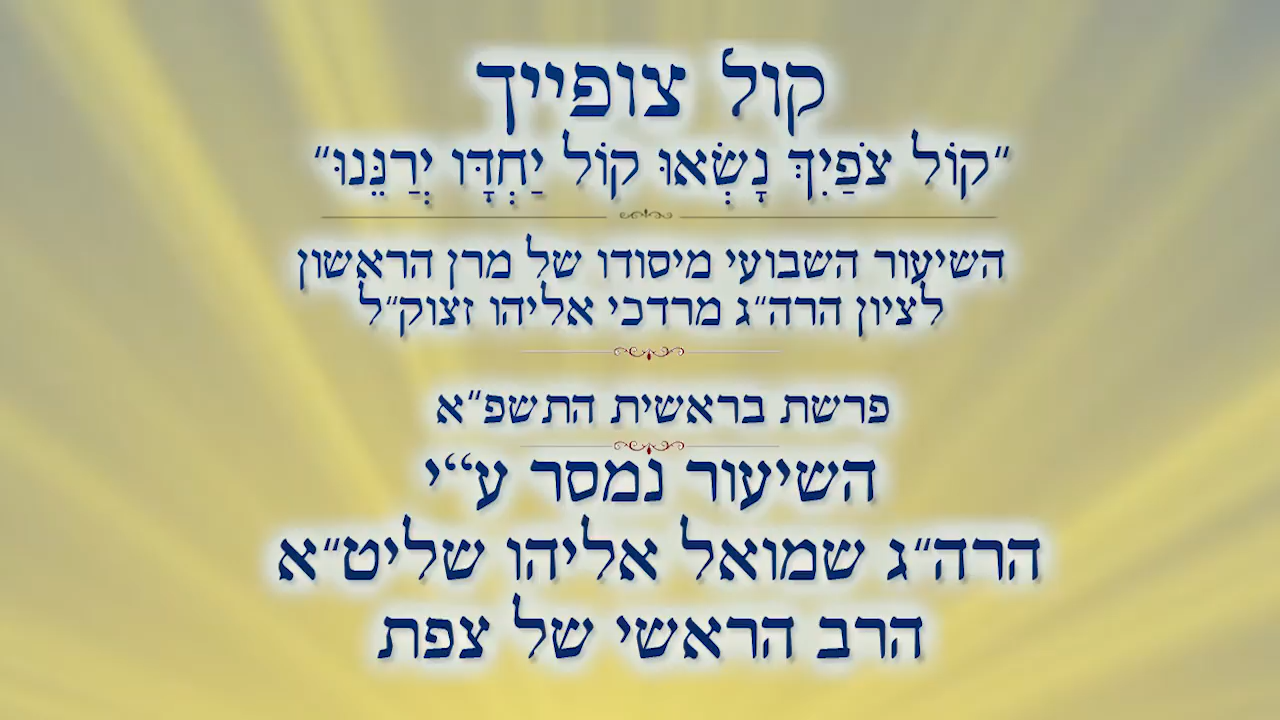 קול צופייך
"קוֹל צֹפַיִךְ נָשְׂאוּ קוֹל יַחְדָּו יְרַנֵּנוּ"
השיעור השבועי מיסודו של מרן הראשון
לציון הרה"ג מרדכי אליהו זצוק"ל
פרשת בראשית התשפ"א
השיעור נמסר ע"י
הרה"ג שמואל אליהו שליט"א
הרב הראשי של צפת